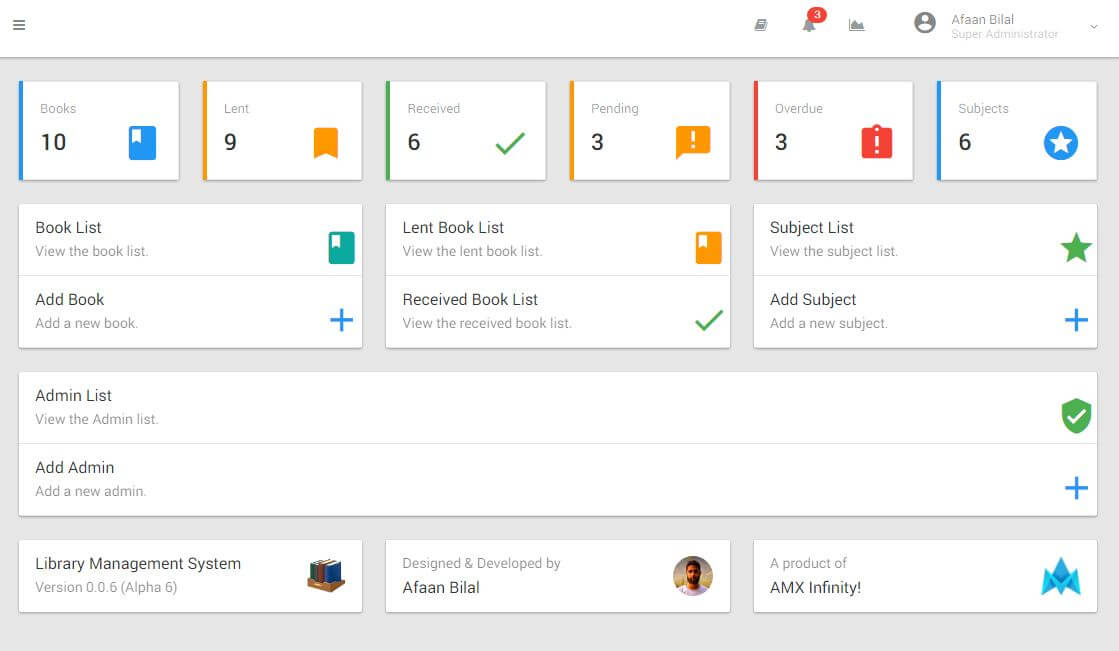 3
Afaan Bilal
Super Administrator
Books
10
Lent
9
Received
6
Pending
3
Overdue
3
Subjects
6
Book List
View the book list.
Add Book
Add a new book.
Lent Book List
View the lent book list.
Received Book List
View the received book list.
Subject List
View the subject list.
Add Subject
Add a new subject.
Admin List
View the Admin list.
Add Admin
Add a new admin.
Library Management System
Version 0.0.6 (Alpha 6)
Designed & Developed by
Afaan Bilal
A product of
AMX Infinity!